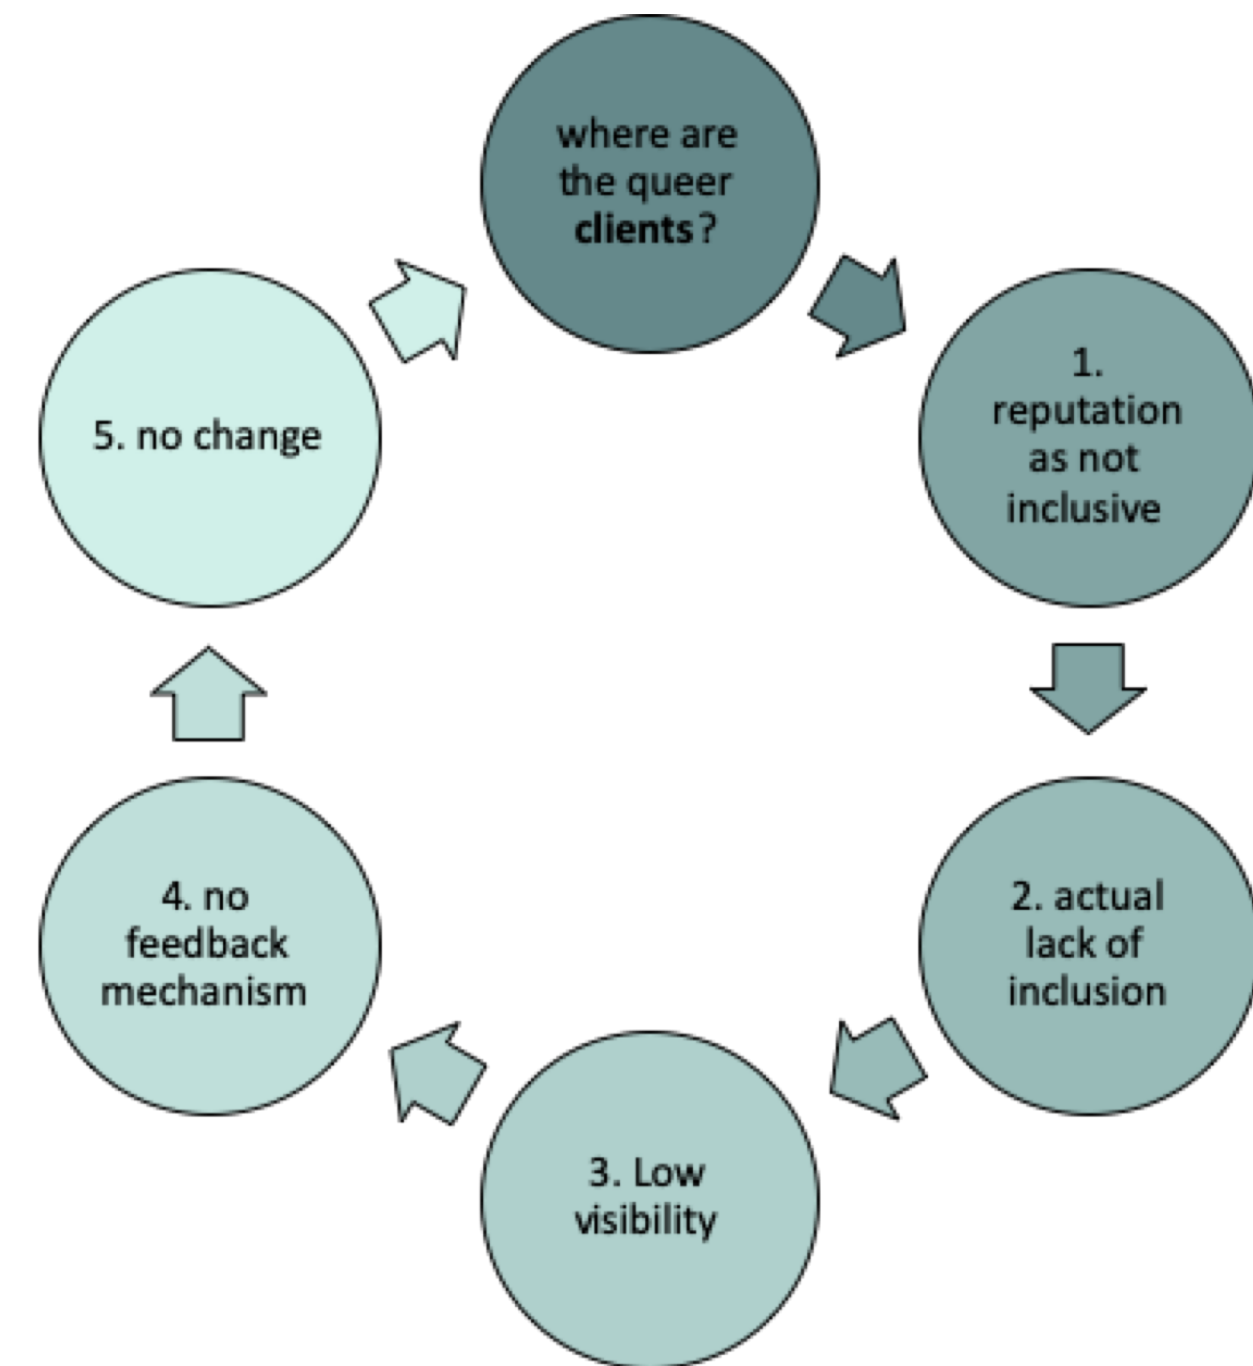 where are
the queer
clients?
1.
reputation
as not
inclusive
2. actual
lack of
inclusion
3. Low
visibility
4. no
feedback
mechanism
5. no change